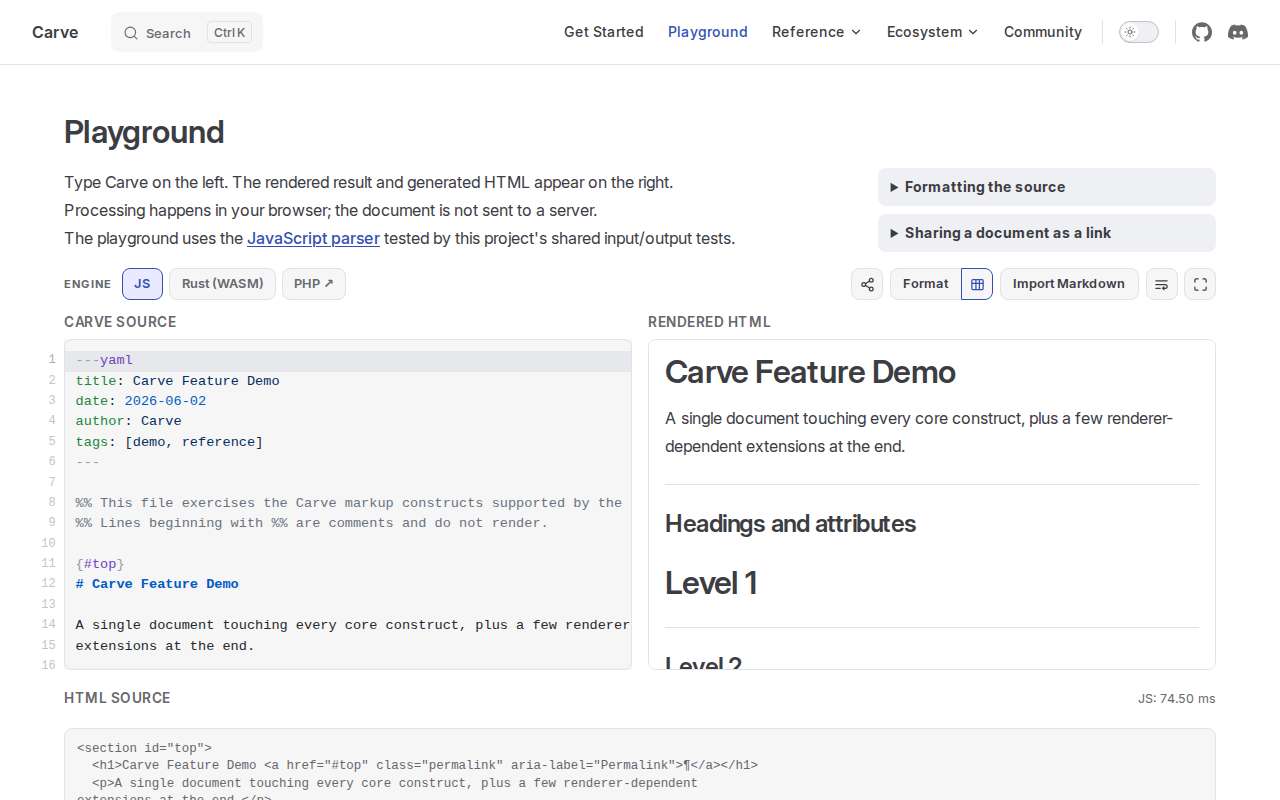 Carve
Search
Ctrl K
Get Started
Playground
Reference
Ecosystem
Community
Playground
Type Carve on the left. The rendered result and generated HTML appear on the right.
Processing happens in your browser; the document is not sent to a server.
The playground uses the JavaScript parser tested by this project's shared input/output tests.
▶ Formatting the source
▶ Sharing a document as a link
ENGINE
JS
Rust (WASM)
PHP ↗
Format
Import Markdown
CARVE SOURCE
1 ---yaml
2 title: Carve Feature Demo
3 date: 2026-06-02
4 author: Carve
5 tags: [demo, reference]
6 ---
7
8 %% This file exercises the Carve markup constructs supported by the
9 %% Lines beginning with %% are comments and do not render.
10
11 {#top}
12 # Carve Feature Demo
13
14 A single document touching every core construct, plus a few renderer
15 extensions at the end.
16
RENDERED HTML
Carve Feature Demo
A single document touching every core construct, plus a few renderer-
dependent extensions at the end.
Headings and attributes
Level 1
Level 2
HTML SOURCE
JS: 74.50 ms
<section id="top">
<h1>Carve Feature Demo <a href="#top" class="permalink" aria-label="Permalink">¶</a></h1>
<p>A single document touching every core construct, plus a few renderer-dependent
extensions at the end.</p>